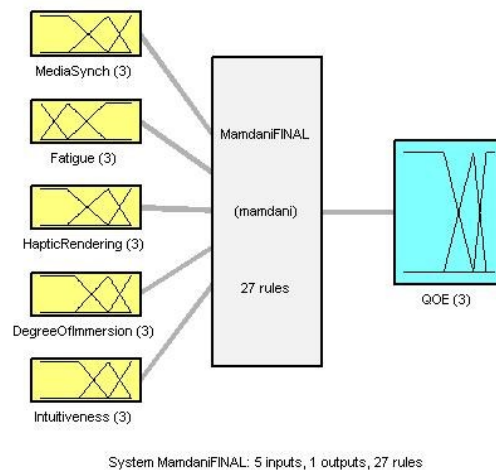 MediaSynch (3)
Fatigue (3)
HapticRendering (3)
DegreeOfImmersion (3)
Intuitiveness (3)
MamdaniFINAL
(mamdani)
27 rules
QOE (3)
System MamdaniFINAL: 5 inputs, 1 outputs, 27 rules